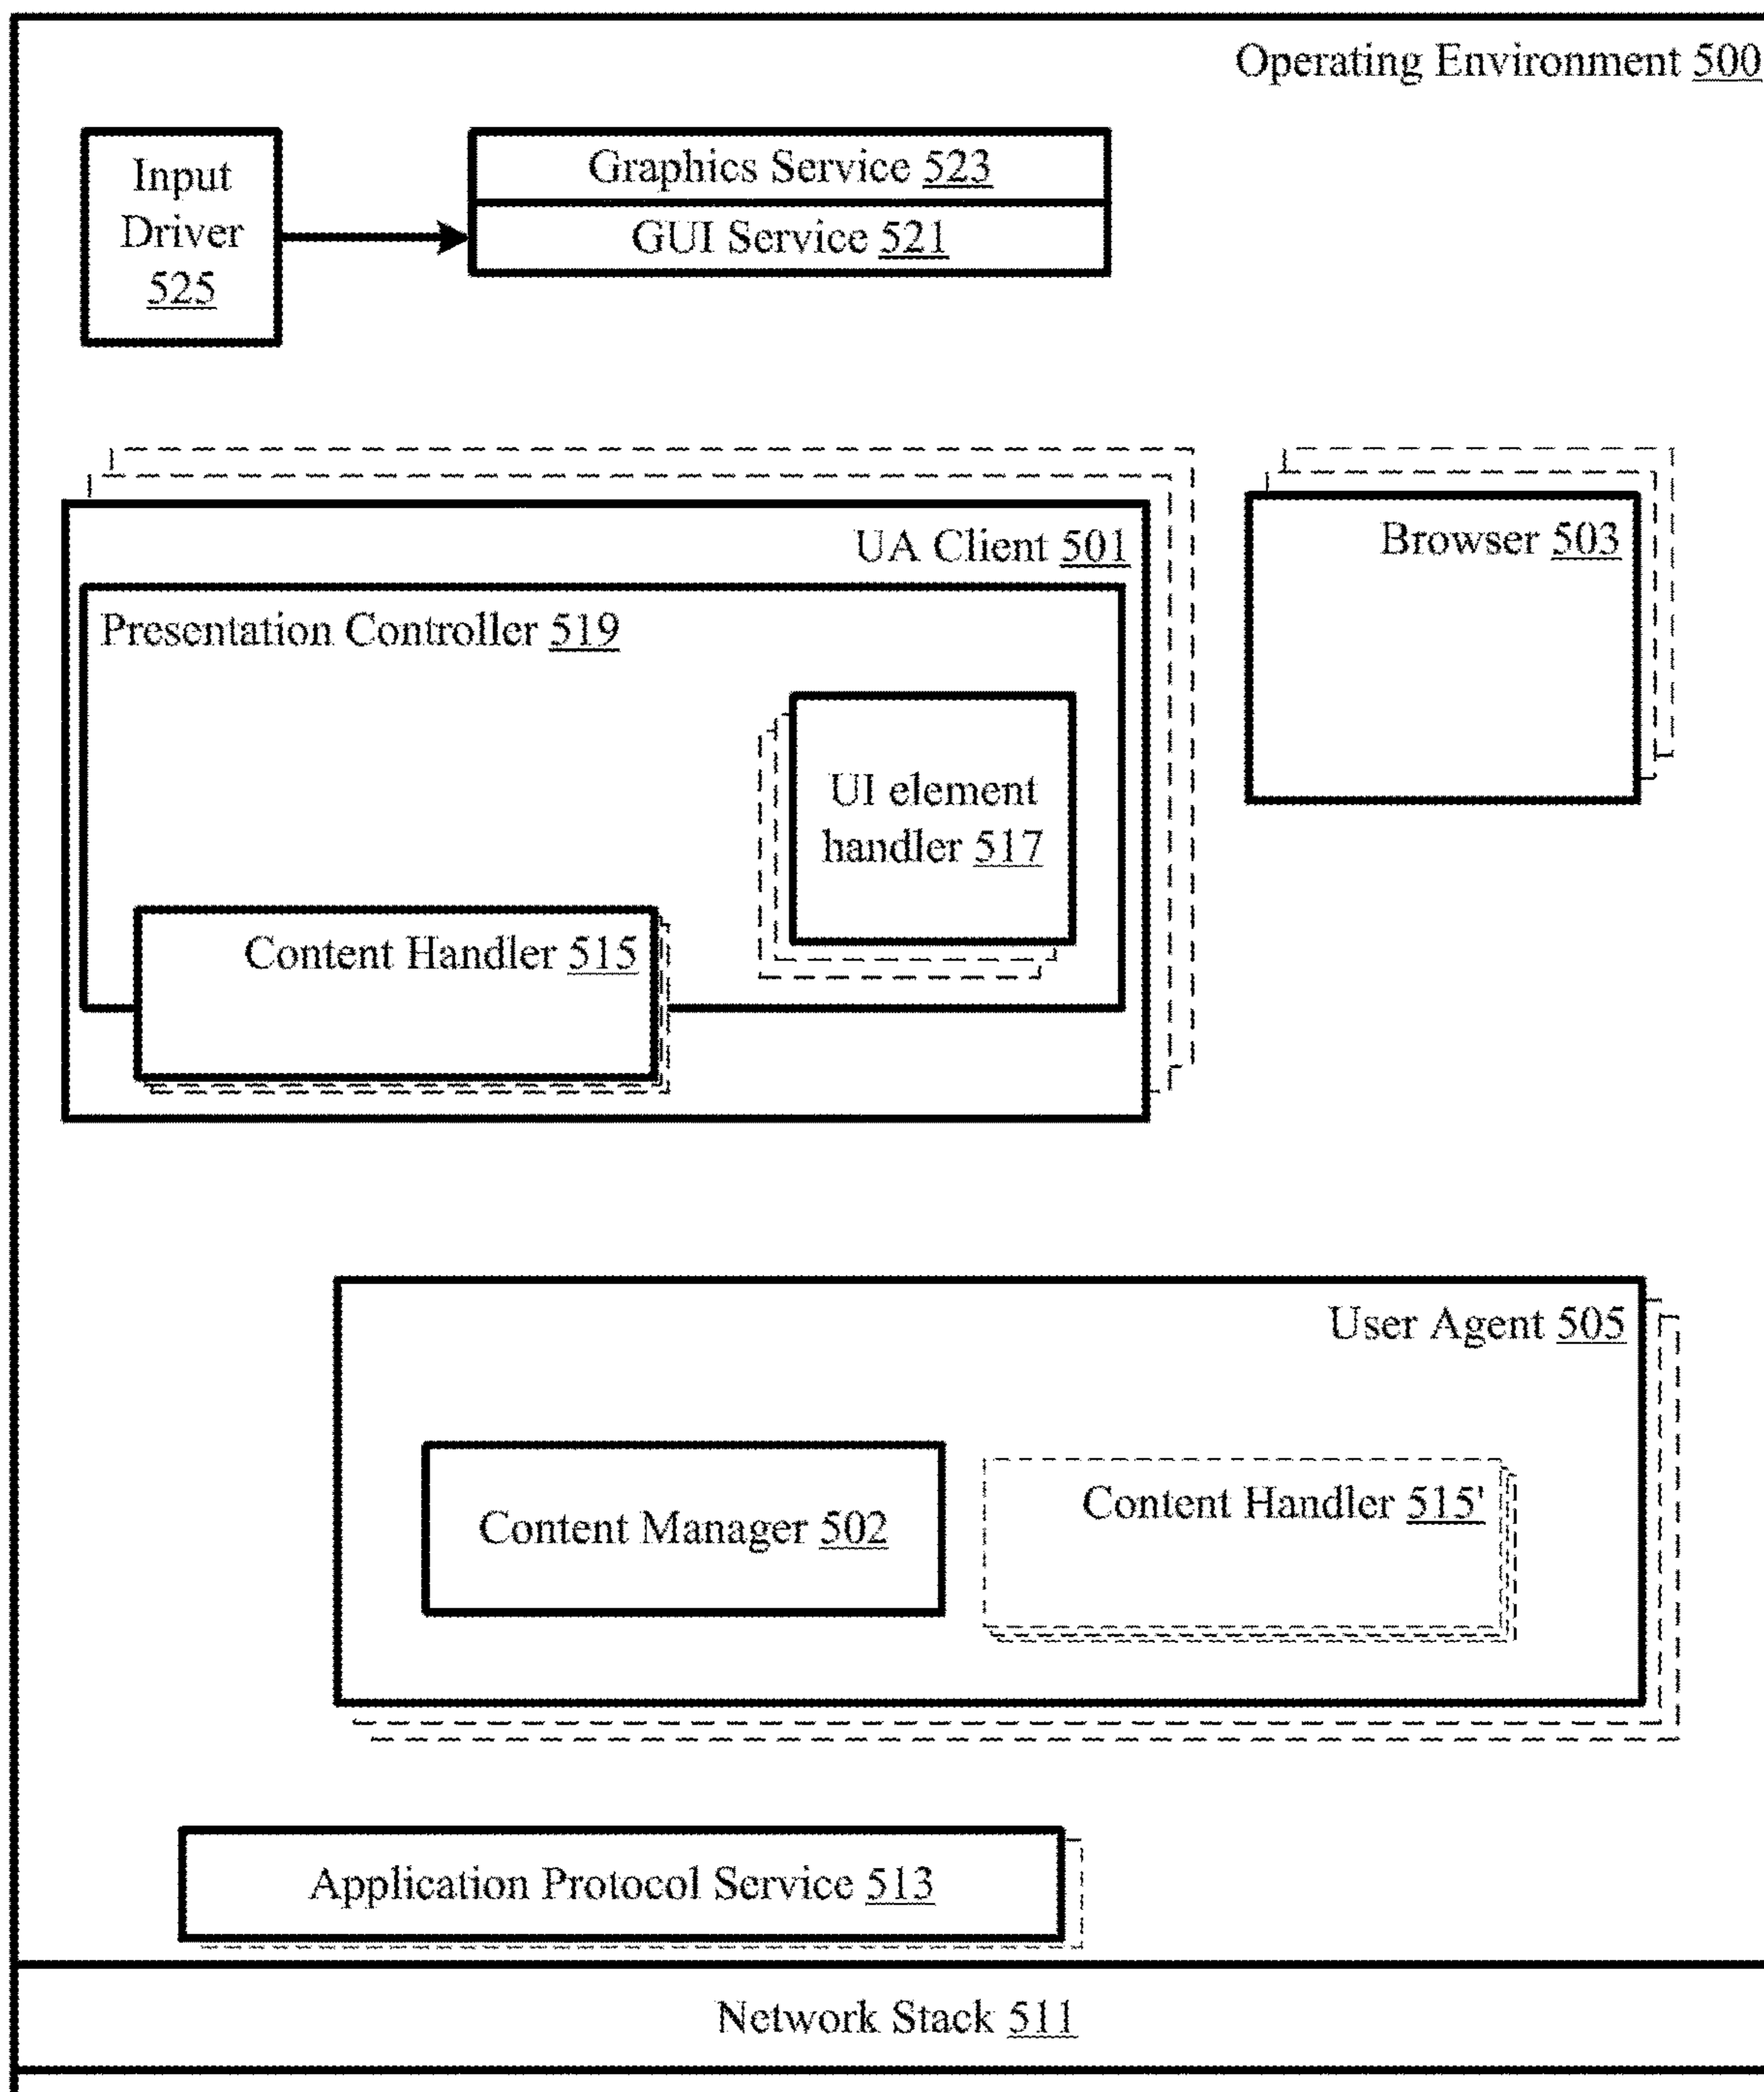 Operating Environment 500
Input
Driver
525
Graphics Service 523
GUI Service 521
UA Client 501
Browser 503
Presentation Controller 519
UI element
handler 517
Content Handler 515
User Agent 505
Content Manager 502
Content Handler 515'
Application Protocol Service 513
Network Stack 511